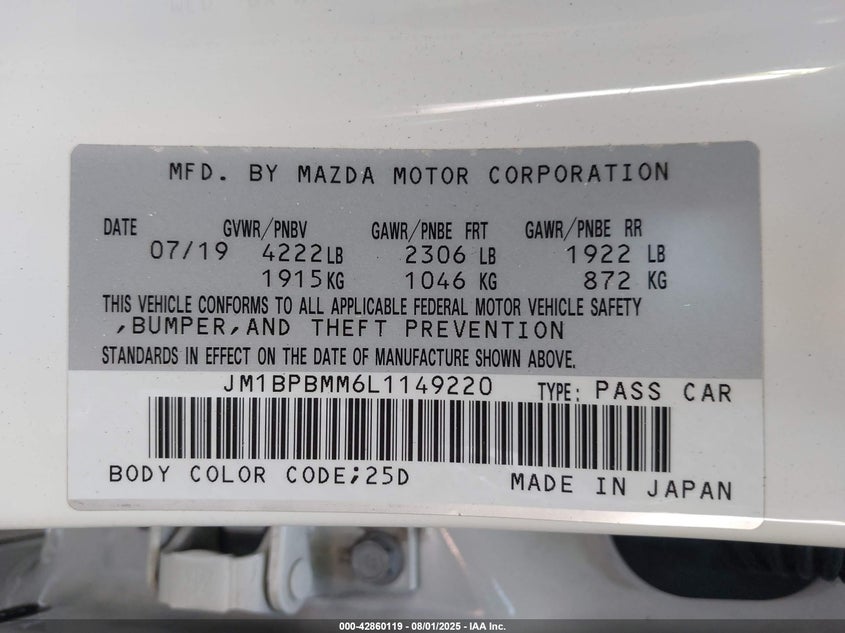 MFD. BY MAZDA MOTOR CORPORATION
DATE GVWR/PNBV GAWR/PNBE FRT GAWR/PNBE RR
07/19 4222LB 2306 LB 1922 LB
1915KG 1046 KG 872 KG
THIS VEHICLE CONFORMS TO ALL APPLICABLE FEDERAL MOTOR VEHICLE SAFETY
,BUMPER,AND THEFT PREVENTION
STANDARDS IN EFFECT ON THE DATE OF MANUFACTURE SHOWN ABOVE.
JM1BPBMM6L1149220 TYPE: PASS CAR
BODY COLOR CODE;25D MADE IN JAPAN
000-42860119 - 08/01/2025 - IAA Inc.